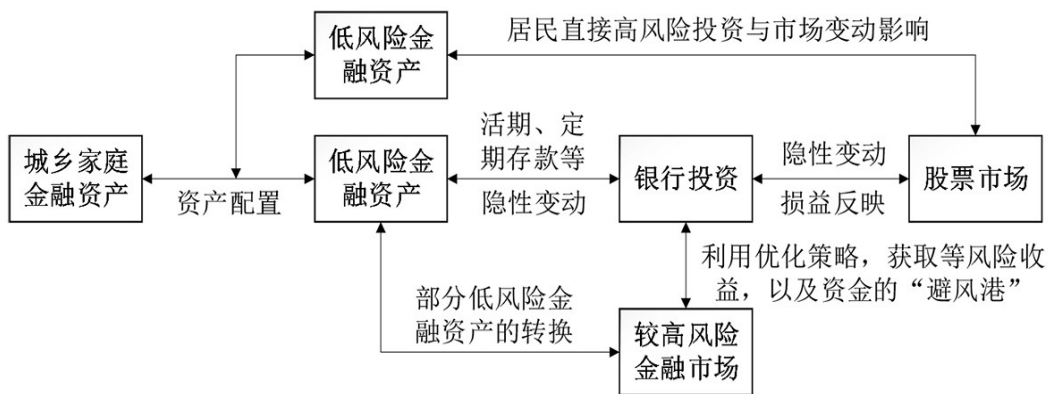 低风险金
融资产
居民直接高风险投资与市场变动影响
城乡家庭
金融资产
资产配置
低风险金
融资产
活期、定
期存款等
隐性变动
银行投资
隐性变动
损益反映
股票市场
利用优化策略，获取等风险收
益，以及资金的“避风港”
部分低风险金
融资产的转换
较高风险
金融市场